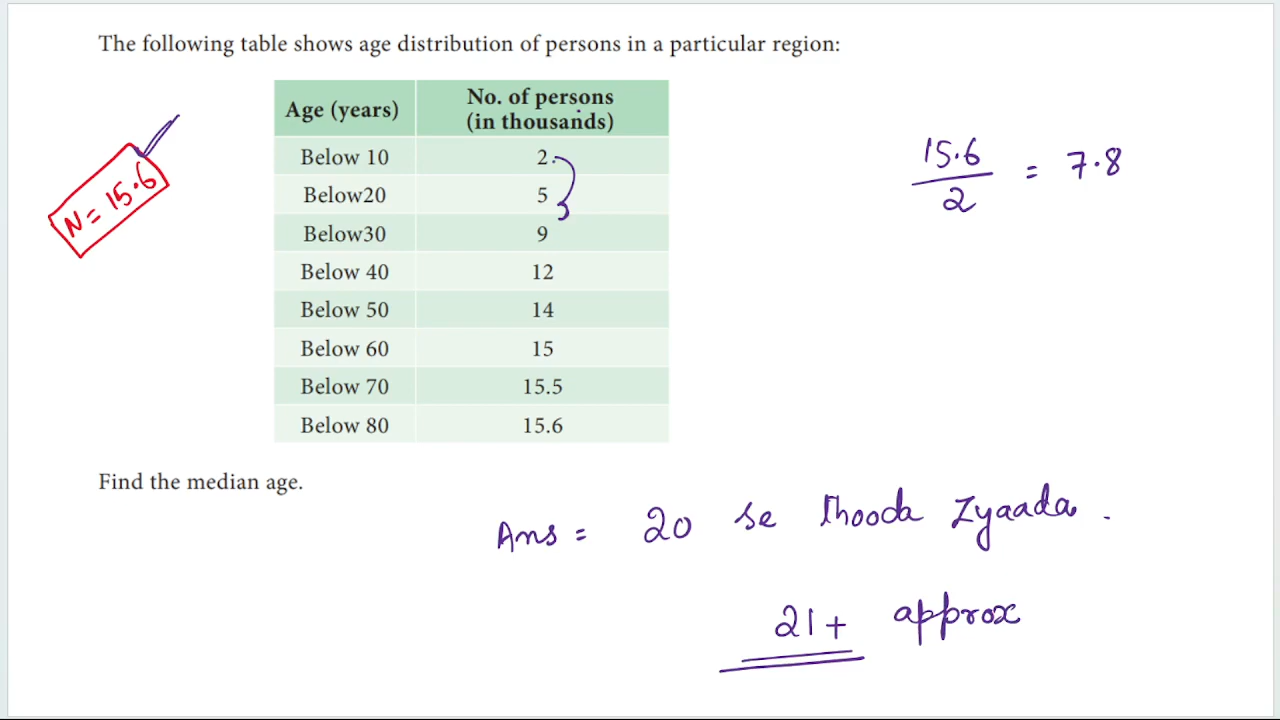 The following table shows age distribution of persons in a particular region:
Age (years) No. of persons (in thousands)
Below 10 2
Below20 5
Below30 9
Below 40 12
Below 50 14
Below 60 15
Below 70 15.5
Below 80 15.6
N = 15.6
15.6 / 2 = 7.8
Find the median age.
Ans = 20 se thooda zyaada .
21+ approx